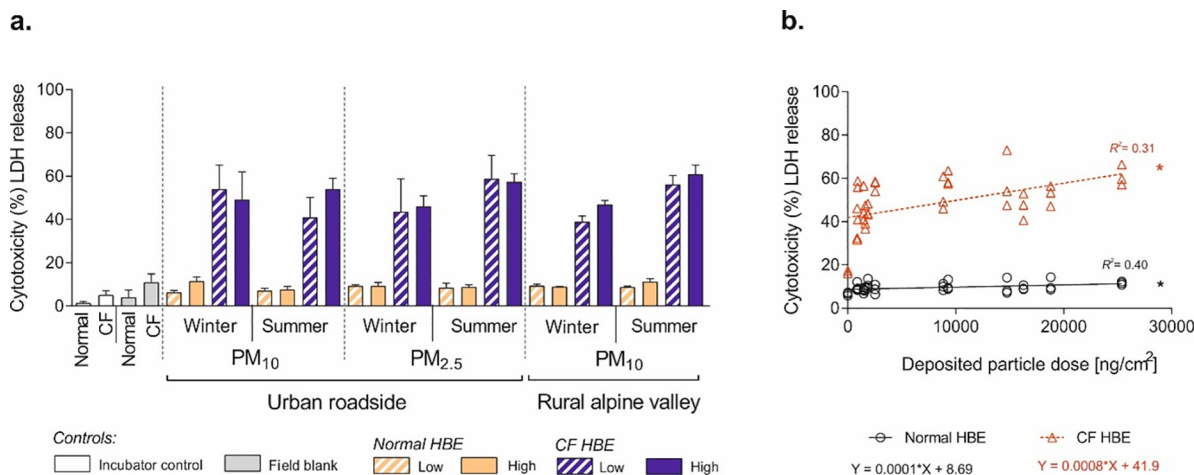 a.
Cytotoxicity (%) LDH release
100
80
60
40
20
0
Normal
CF
Normal
CF
Winter
Summer
Winter
Summer
Winter
Summer
PM10
PM2.5
PM10
Urban roadside
Rural alpine valley
Controls:
Incubator control
Field blank
Normal HBE
Low
High
CF HBE
Low
High
b.
Cytotoxicity (%) LDH release
100
80
60
40
20
0
R²= 0.31
*
R²= 0.40
*
0
10000
20000
30000
Deposited particle dose [ng/cm²]
Normal HBE
CF HBE
Y = 0.0001*X + 8.69
Y = 0.0008*X + 41.9